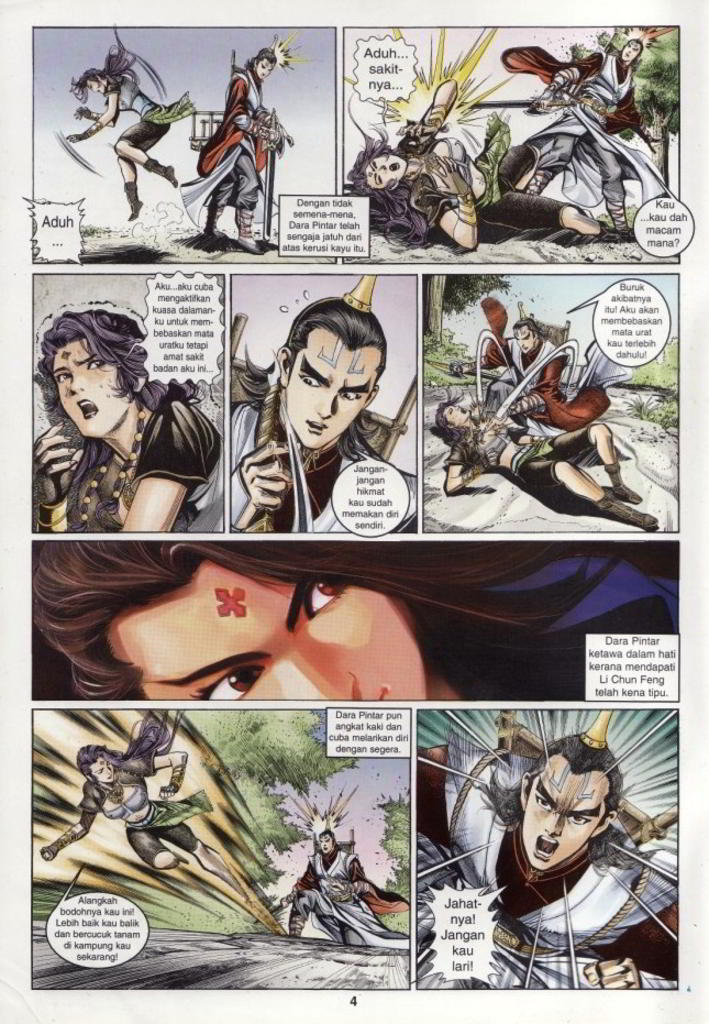 Aduh
...
Dengan tidak
semena-mena,
Dara Pintar telah
sengaja jatuh dari
atas kerusi kayu itu.
Aduh...
sakit-
nya...
Kau
...kau dah
macam
mana?
Aku...aku cuba
mengaktifkan
kuasa dalaman-
ku untuk mem-
bebaskan mata
uratku tetapi
amat sakit
badan aku ini...
Jangan-
jangan
hikmat
kau sudah
memakan diri
sendiri.
Buruk
akibatnya
itu! Aku akan
membebaskan
mata urat
kau terlebih
dahulu!
Dara Pintar
ketawa dalam hati
kerana mendapati
Li Chun Feng
telah kena tipu.
Dara Pintar pun
angkat kaki dan
cuba melarikan diri
dengan segera.
Alangkah
bodohnya kau ini!
Lebih baik kau balik
dan bercucuk tanam
di kampung kau
sekarang!
Jahat-
nya!
Jangan
kau
lari!
4